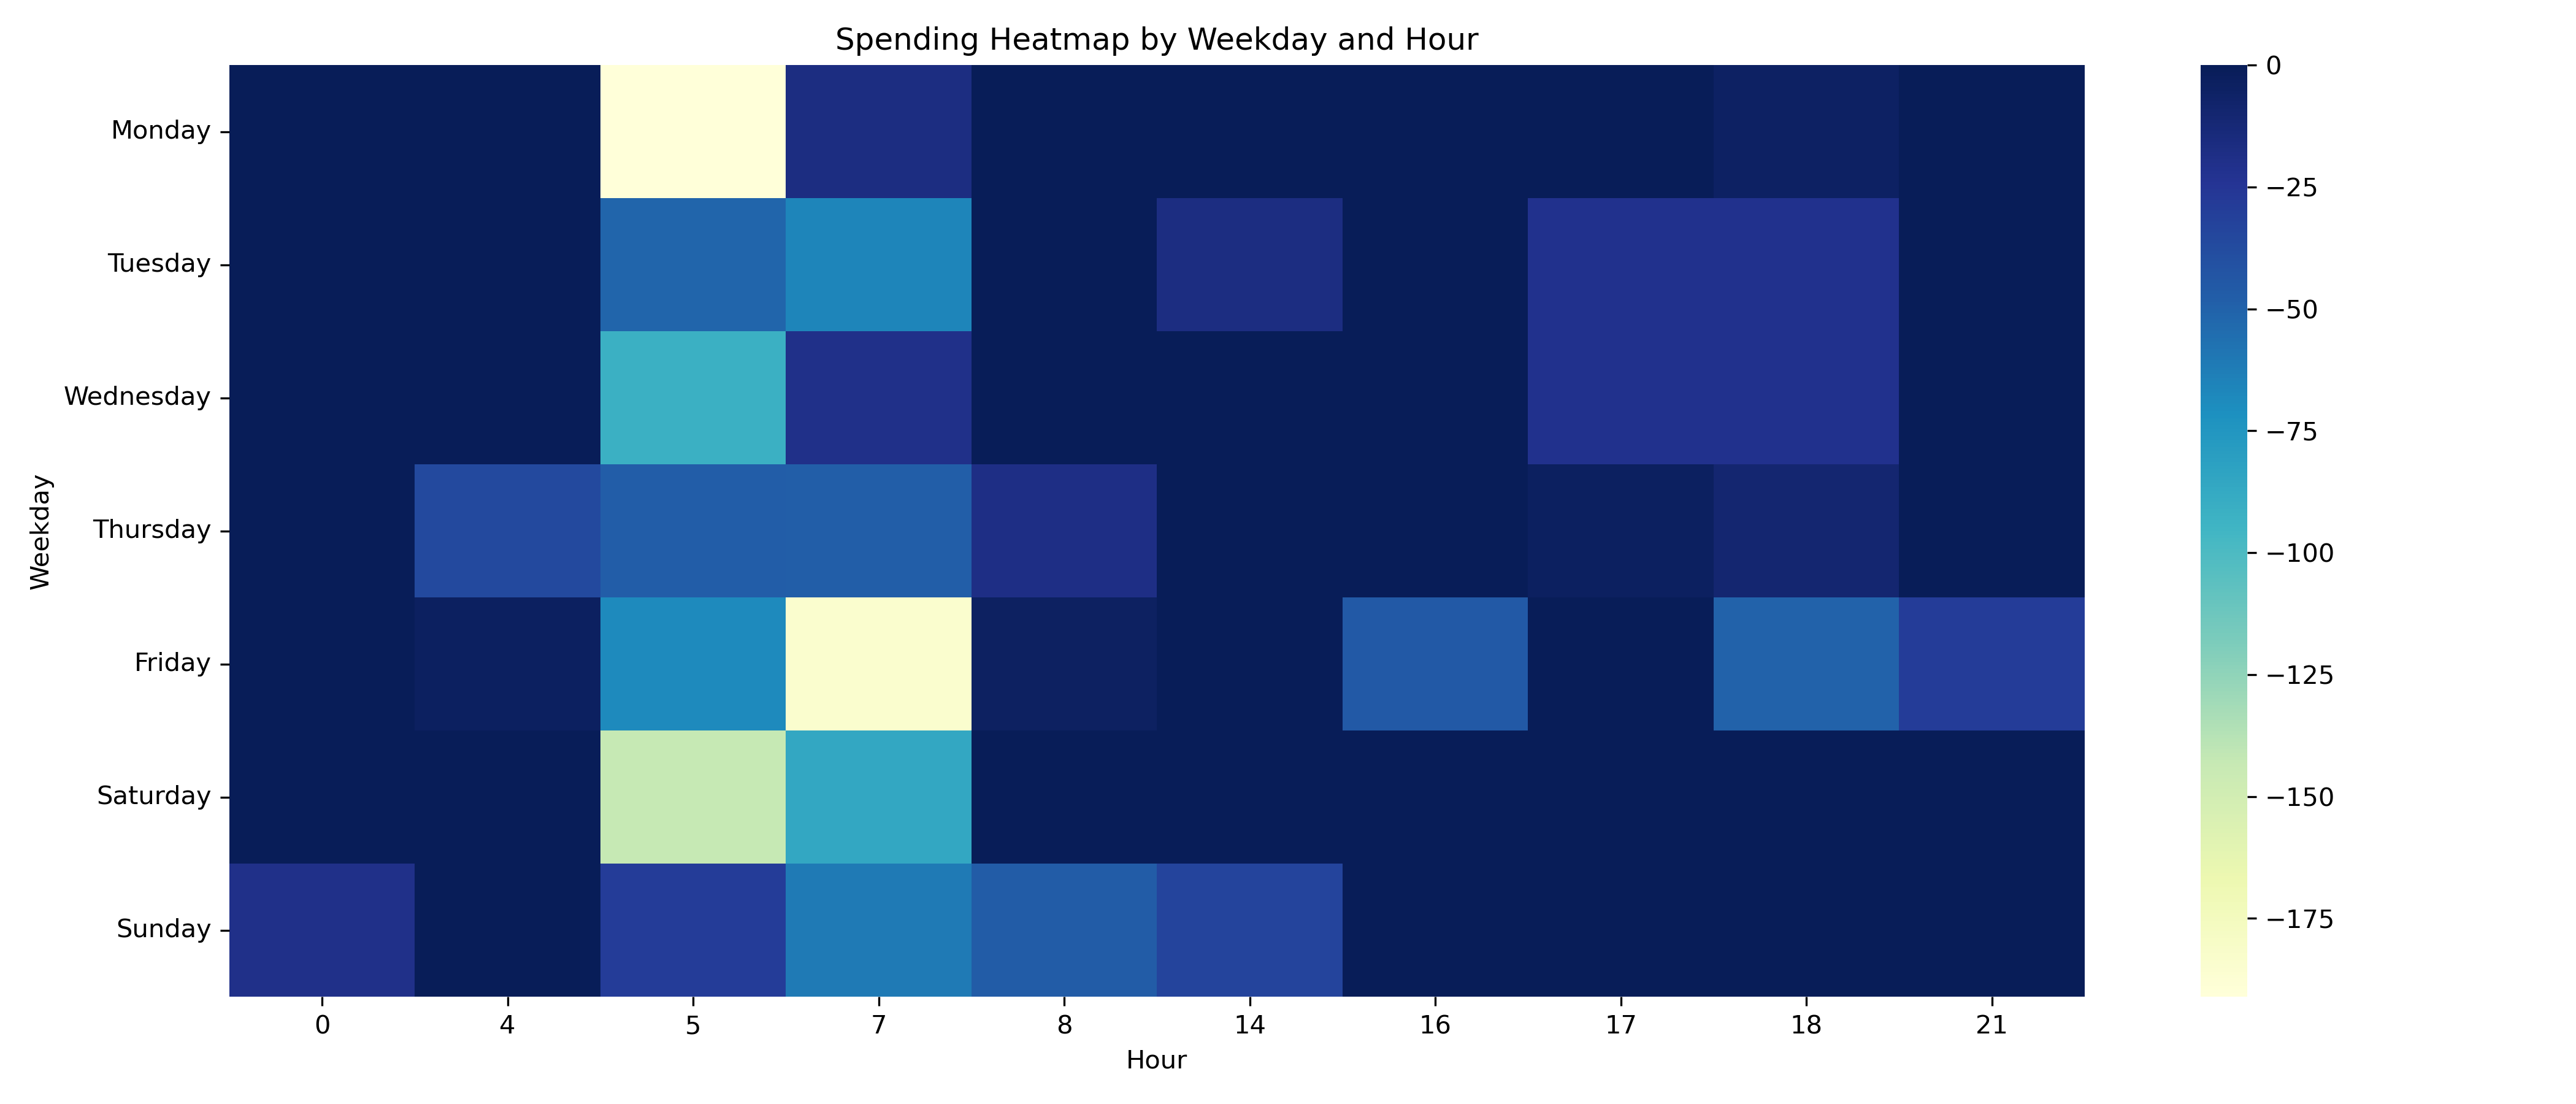 Spending Heatmap by Weekday and Hour
Weekday
Monday
Tuesday
Wednesday
Thursday
Friday
Saturday
Sunday
0 4 5 7 8 14 16 17 18 21
Hour
0
−25
−50
−75
−100
−125
−150
−175